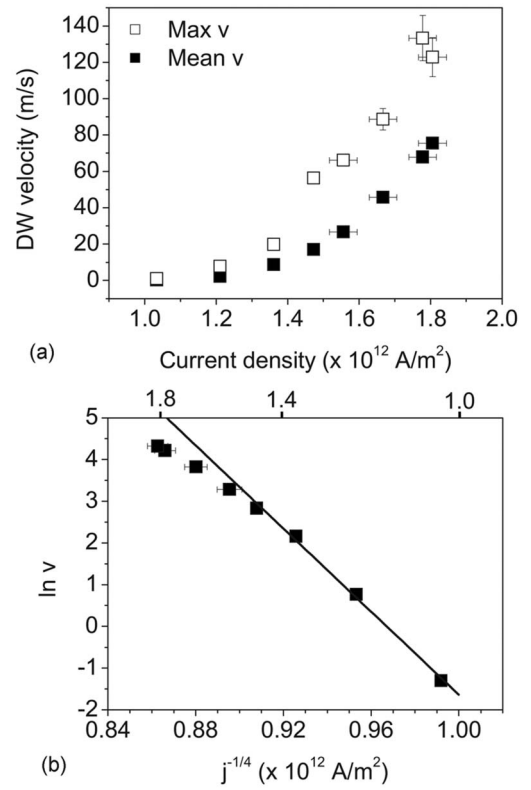 140
120
100
80
60
40
20
0
DW velocity (m/s)
Max v
Mean v
1.0 1.2 1.4 1.6 1.8 2.0
(a)
Current density (x 10¹² A/m²)
1.8 1.4 1.0
5
4
3
2
1
0
-1
-2
ln v
0.84 0.88 0.92 0.96 1.00
(b)
j⁻¹/⁴ (x 10¹² A/m²)